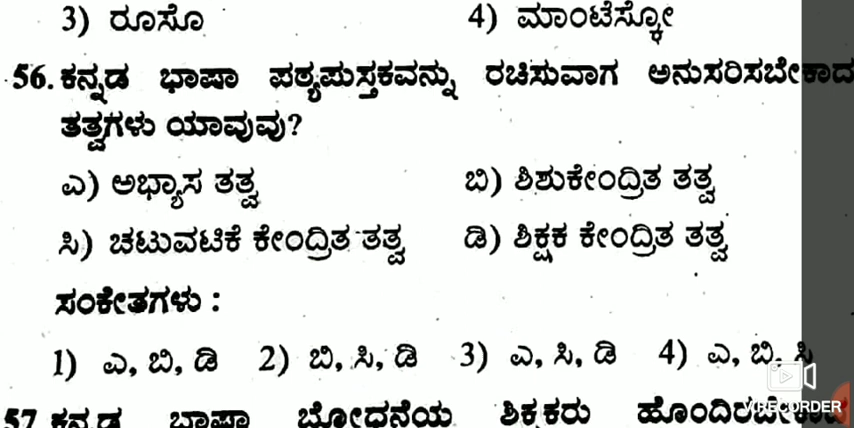 3) ರೂಸೊ 4) ಮಾಂಟೆಸ್ಕೋ
56. ಕನ್ನಡ ಭಾಷಾ ಪಠ್ಯಪುಸ್ತಕವನ್ನು ರಚಿಸುವಾಗ ಅನುಸರಿಸಬೇಕಾದ
ತತ್ವಗಳು ಯಾವುವು?
ಎ) ಅಭ್ಯಾಸ ತತ್ವ ಬಿ) ಶಿಶುಕೇಂದ್ರಿತ ತತ್ವ
ಸಿ) ಚಟುವಟಿಕೆ ಕೇಂದ್ರಿತ ತತ್ವ ಡಿ) ಶಿಕ್ಷಕ ಕೇಂದ್ರಿತ ತತ್ವ
ಸಂಕೇತಗಳು :
1) ಎ, ಬಿ, ಡಿ 2) ಬಿ, ಸಿ, ಡಿ 3) ಎ, ಸಿ, ಡಿ 4) ಎ, ಬಿ, ಸಿ
57 ಕನ್ನಡ ಭಾಷಾ ಬೋಧನೆಯ ಶಿಕ್ಷಕರು
RECORDER